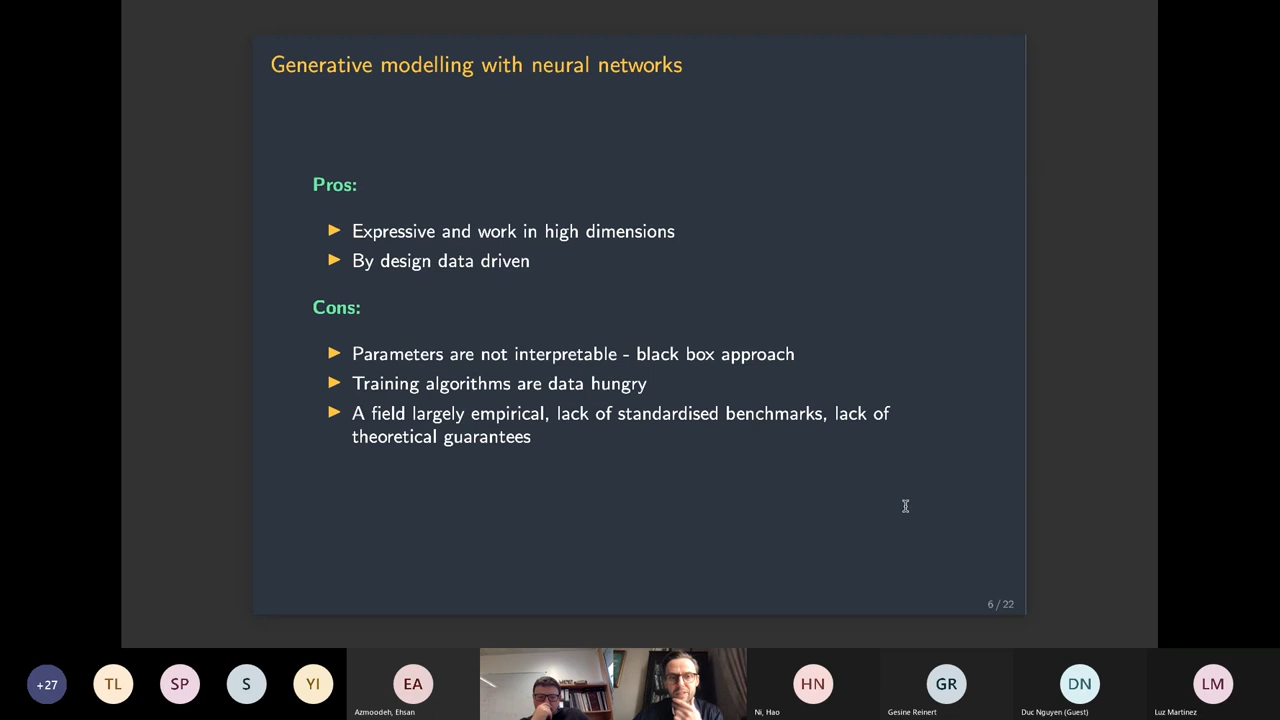 Generative modelling with neural networks
Pros:
Expressive and work in high dimensions
By design data driven
Cons:
Parameters are not interpretable - black box approach
Training algorithms are data hungry
A field largely empirical, lack of standardised benchmarks, lack of
theoretical guarantees
6 / 22
+27
TL
SP
S
YI
EA
HN
GR
DN
LM
Azmoodeh, Ehsan
Ni, Hao
Gesine Reinert
Duc Nguyen (Guest)
Luz Martinez